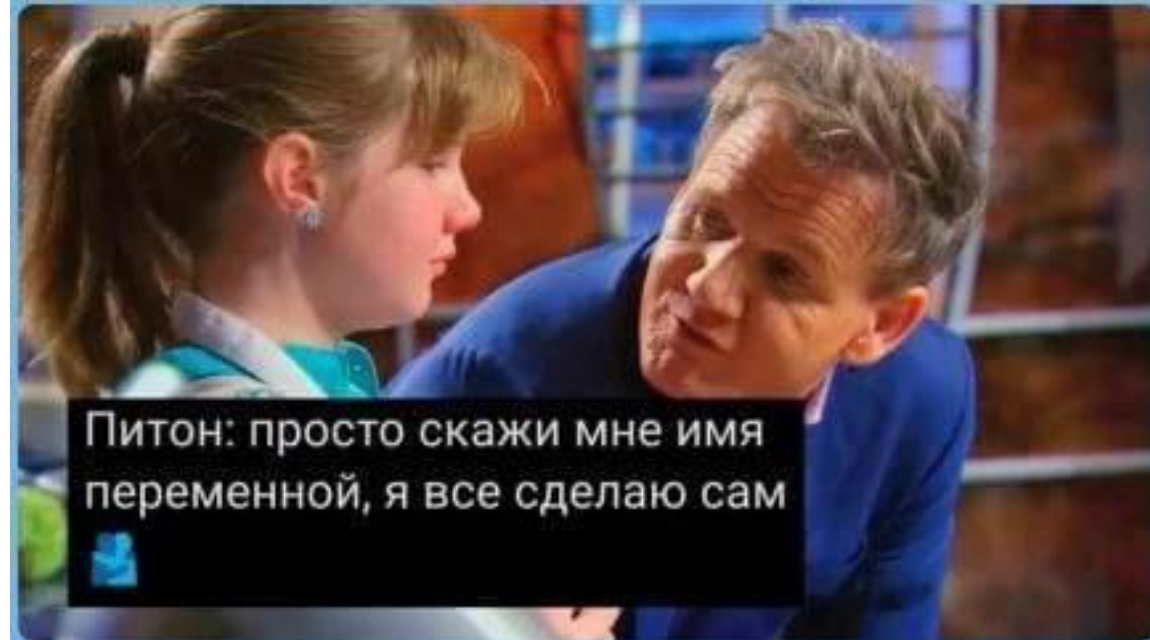 Питон: просто скажи мне имя
переменной, я все сделаю сам
🫂